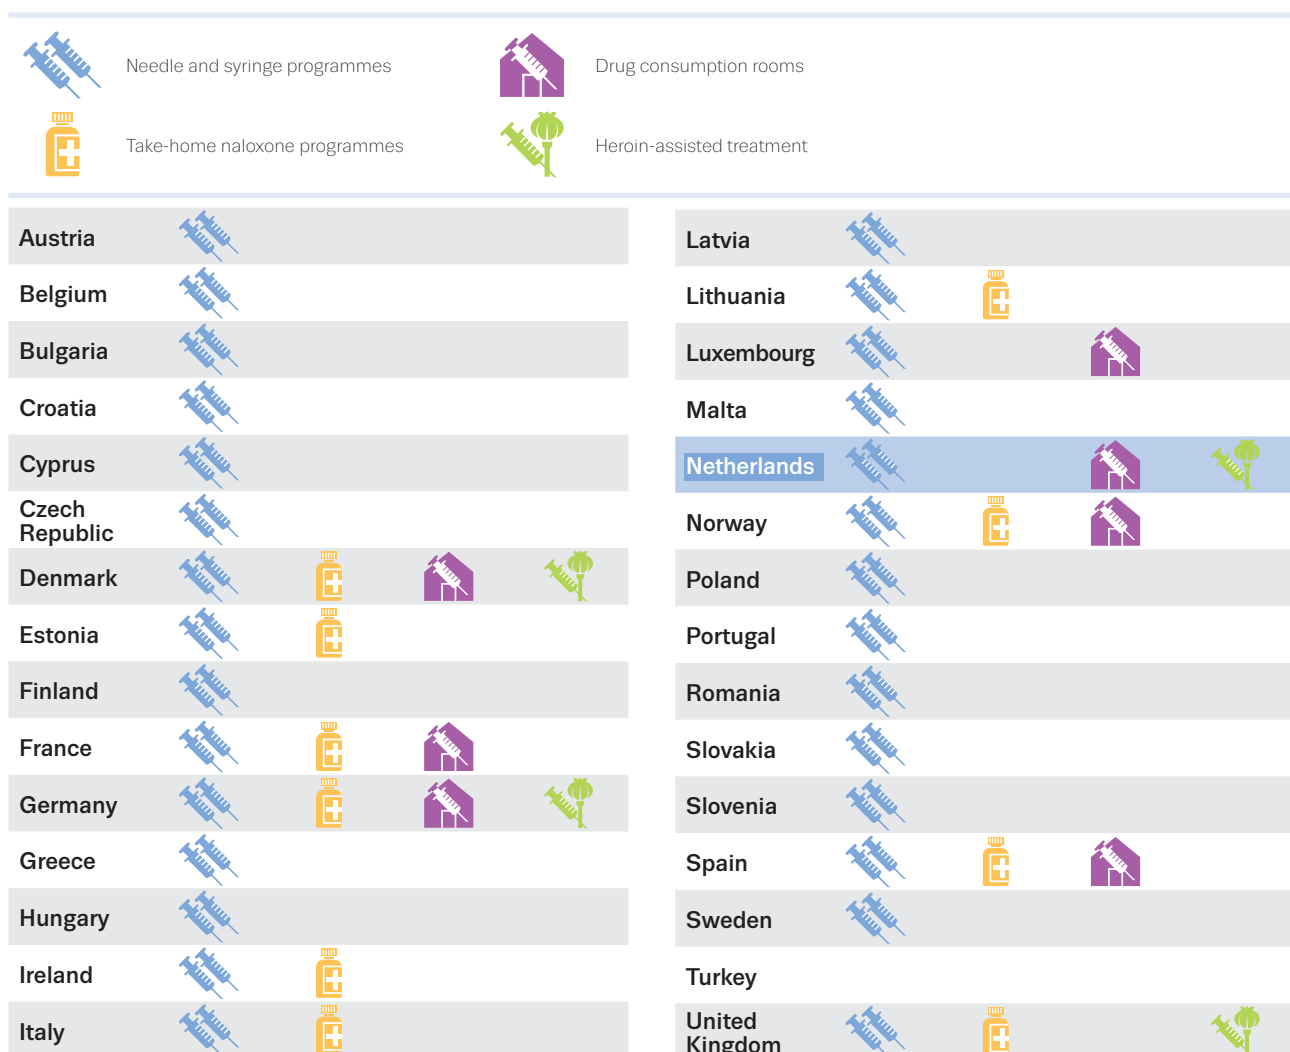 Needle and syringe programmes
Drug consumption rooms
Take-home naloxone programmes
Heroin-assisted treatment
Austria
Belgium
Bulgaria
Croatia
Cyprus
Czech
Republic
Denmark
Estonia
Finland
France
Germany
Greece
Hungary
Ireland
Italy
Latvia
Lithuania
Luxembourg
Malta
Netherlands
Norway
Poland
Portugal
Romania
Slovakia
Slovenia
Spain
Sweden
Turkey
United
Kingdom